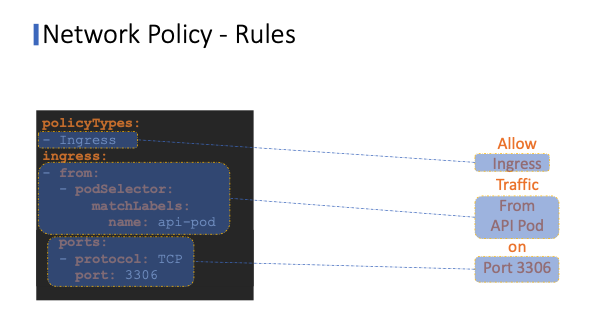 Network Policy - Rules
policyTypes:
- Ingress
ingress:
- from:
- podSelector:
matchLabels:
name: api-pod
ports:
- protocol: TCP
port: 3306
Allow
Ingress
Traffic
From
API Pod
on
Port 3306